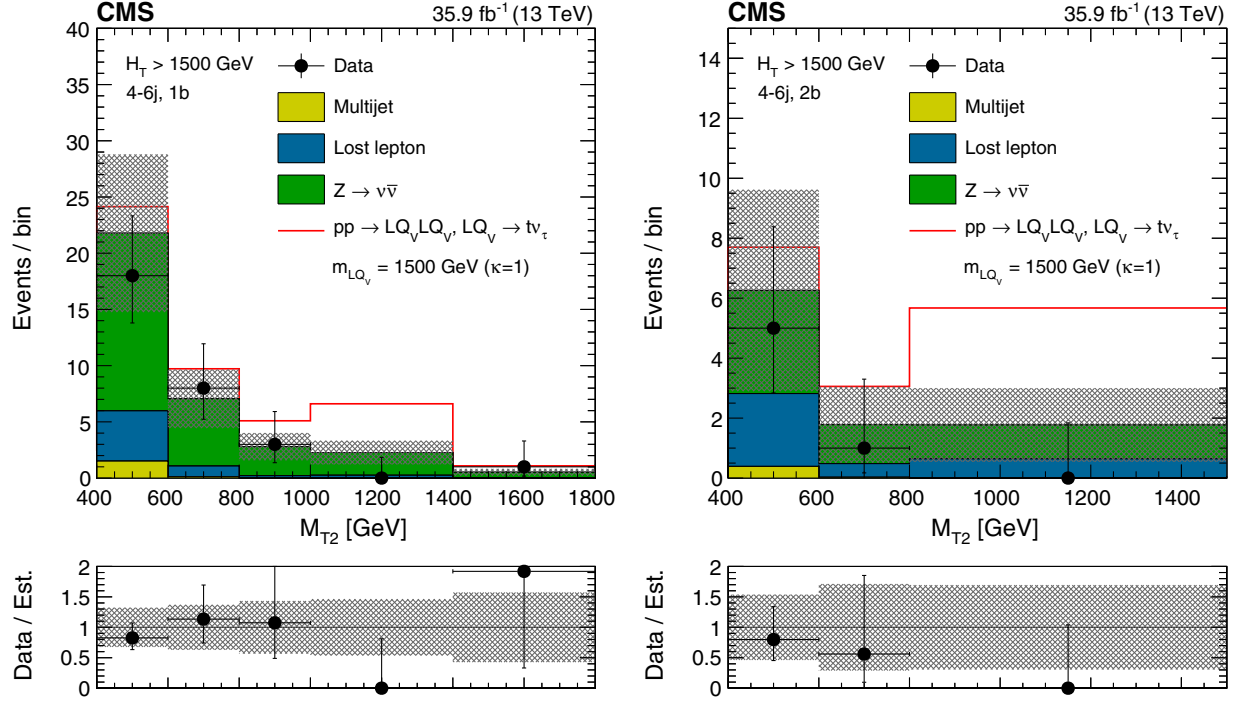 CMS
35.9 fb⁻¹ (13 TeV)
Events / bin
40
35
30
25
20
15
10
5
0
H_T > 1500 GeV
4-6j, 1b
Data
Multijet
Lost lepton
Z → νν̄
pp → LQ_V LQ_V, LQ_V → tν_τ
m_LQ_V = 1500 GeV (κ=1)
400 600 800 1000 1200 1400 1600 1800
M_T2 [GeV]
Data / Est.
2
1.5
1
0.5
0
35.9 fb⁻¹ (13 TeV)
CMS
Events / bin
14
12
10
8
6
4
2
0
H_T > 1500 GeV
4-6j, 2b
Data
Multijet
Lost lepton
Z → νν̄
pp → LQ_V LQ_V, LQ_V → tν_τ
m_LQ_V = 1500 GeV (κ=1)
400 600 800 1000 1200 1400
M_T2 [GeV]
Data / Est.
2
1.5
1
0.5
0